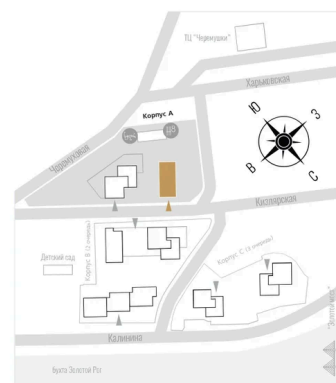 ТЦ "Черемушки"
Харьковская
Корпус А
Черемуховая
Ю
З
В
С
Кизлярская
Детский сад
Корпус В (2 очередь)
Корпус С (3 очередь)
Калинина
бухта Золотой Рог